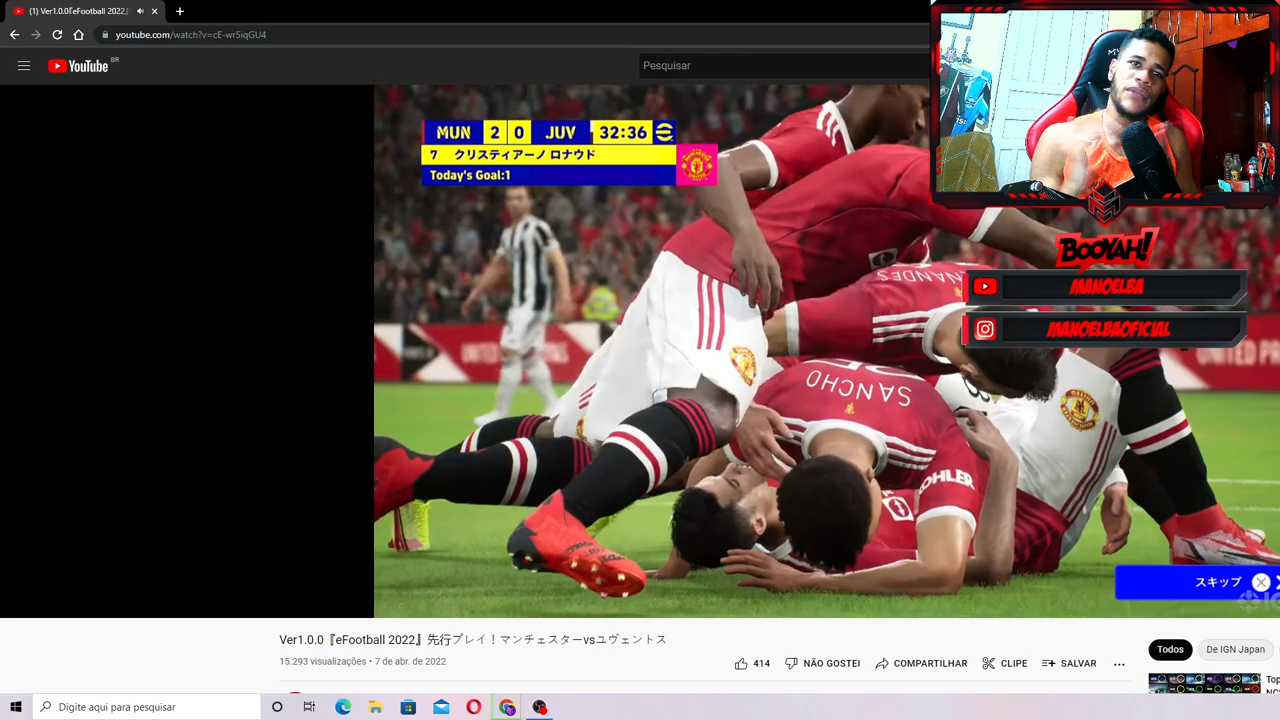 (1) Ver1.0.0『eFootball 2022』
youtube.com/watch?v=cE-wr5iqGU4
YouTube BR
Pesquisar
MUN 2 0 JUV 32:36
7 クリスティアーノ ロナウド
Today's Goal:1
SANCHO
KOHLER
BOOYAH!
MANOELBA
MANOELBAOFICIAL
スキップ
Ver1.0.0『eFootball 2022』先行プレイ！マンチェスターvsユヴェントス
15.293 visualizações • 7 de abr. de 2022
414
NÃO GOSTEI
COMPARTILHAR
CLIPE
SALVAR
Todos
De IGN Japan
Digite aqui para pesquisar